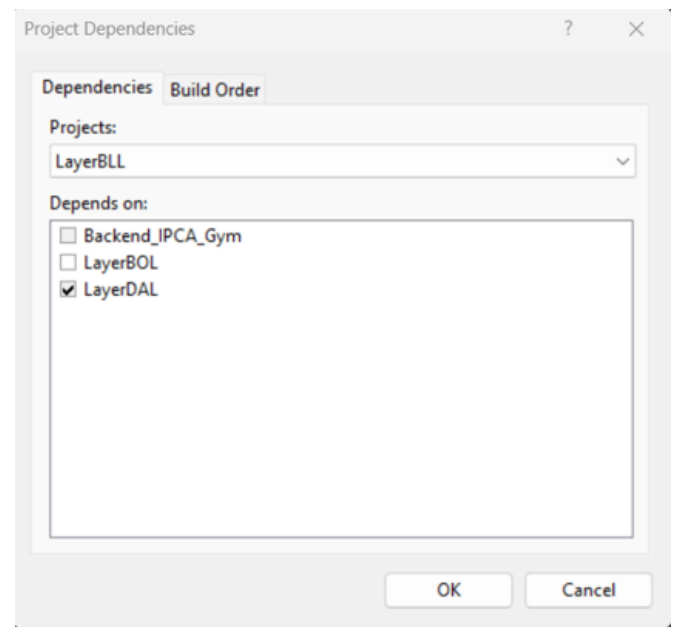 Project Dependencies ?
Dependencies Build Order
Projects:
LayerBLL
Depends on:
Backend_IPCA_Gym
LayerBOL
LayerDAL
OK Cancel